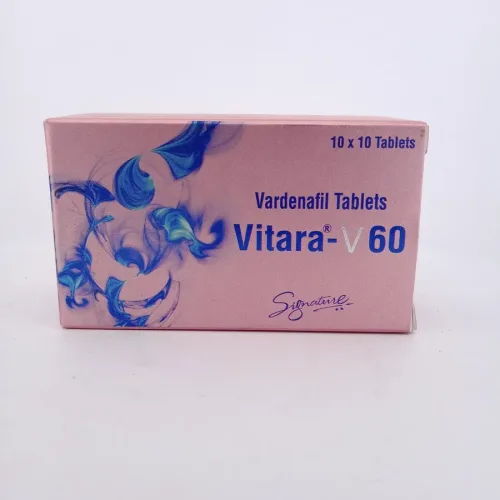 10 x 10 Tablets
Vardenafil Tablets
Vitara®-V 60
Signature